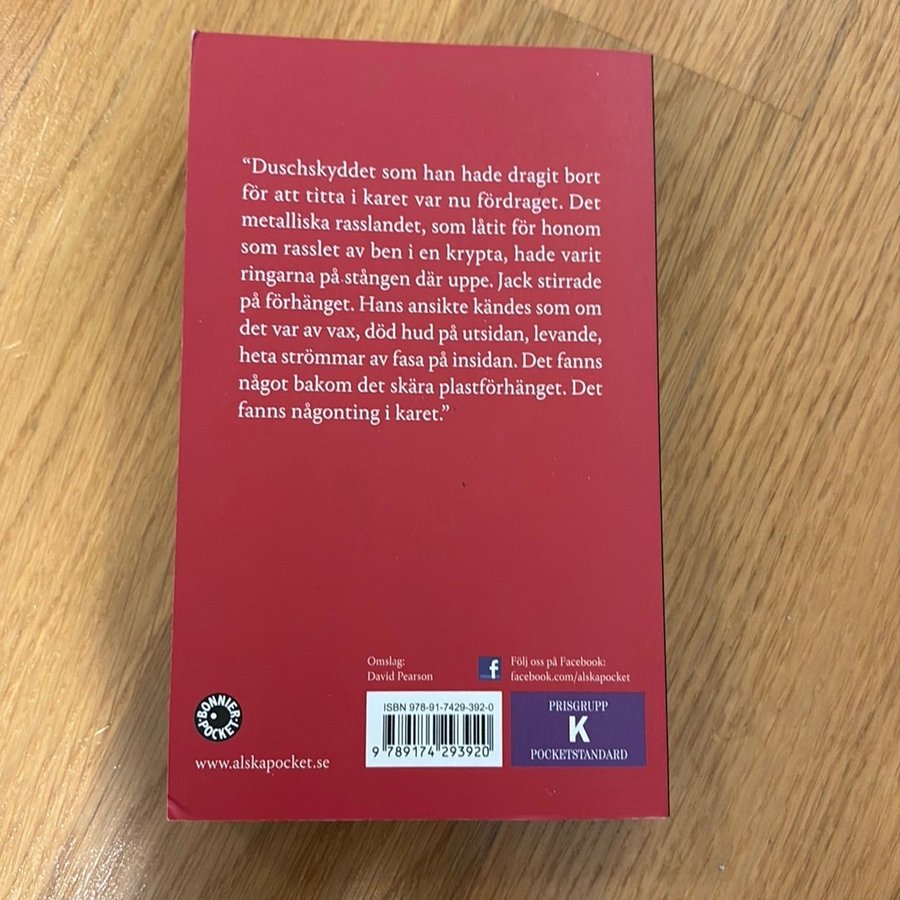 “Duschskyddet som han hade dragit bort
för att titta i karet var nu fördraget. Det
metalliska rasslandet, som låtit för honom
som rasslet av ben i en krypta, hade varit
ringarna på stången där uppe. Jack stirrade
på förhänget. Hans ansikte kändes som om
det var av vax, död hud på utsidan, levande,
heta strömmar av fasa på insidan. Det fanns
något bakom det skära plastförhänget. Det
fanns någonting i karet.”
Omslag:
David Pearson
f
Följ oss på Facebook:
facebook.com/alskapocket
BONNIER
POCKET
www.alskapocket.se
ISBN 978-91-7429-392-0
9 789174 293920
PRISGRUPP
K
POCKETSTANDARD